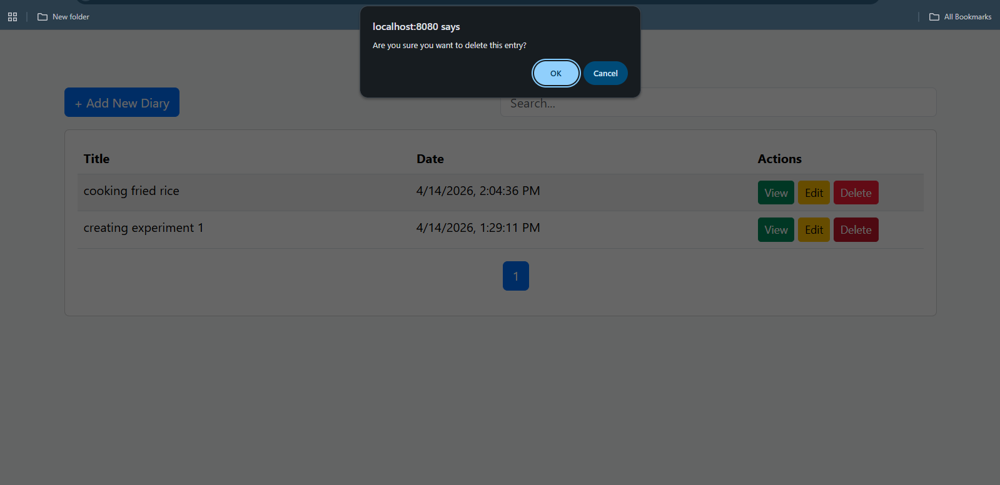 New folder
All Bookmarks
localhost:8080 says
Are you sure you want to delete this entry?
OK Cancel
+ Add New Diary
Search...
Title Date Actions
cooking fried rice 4/14/2026, 2:04:36 PM View Edit Delete
creating experiment 1 4/14/2026, 1:29:11 PM View Edit Delete
1